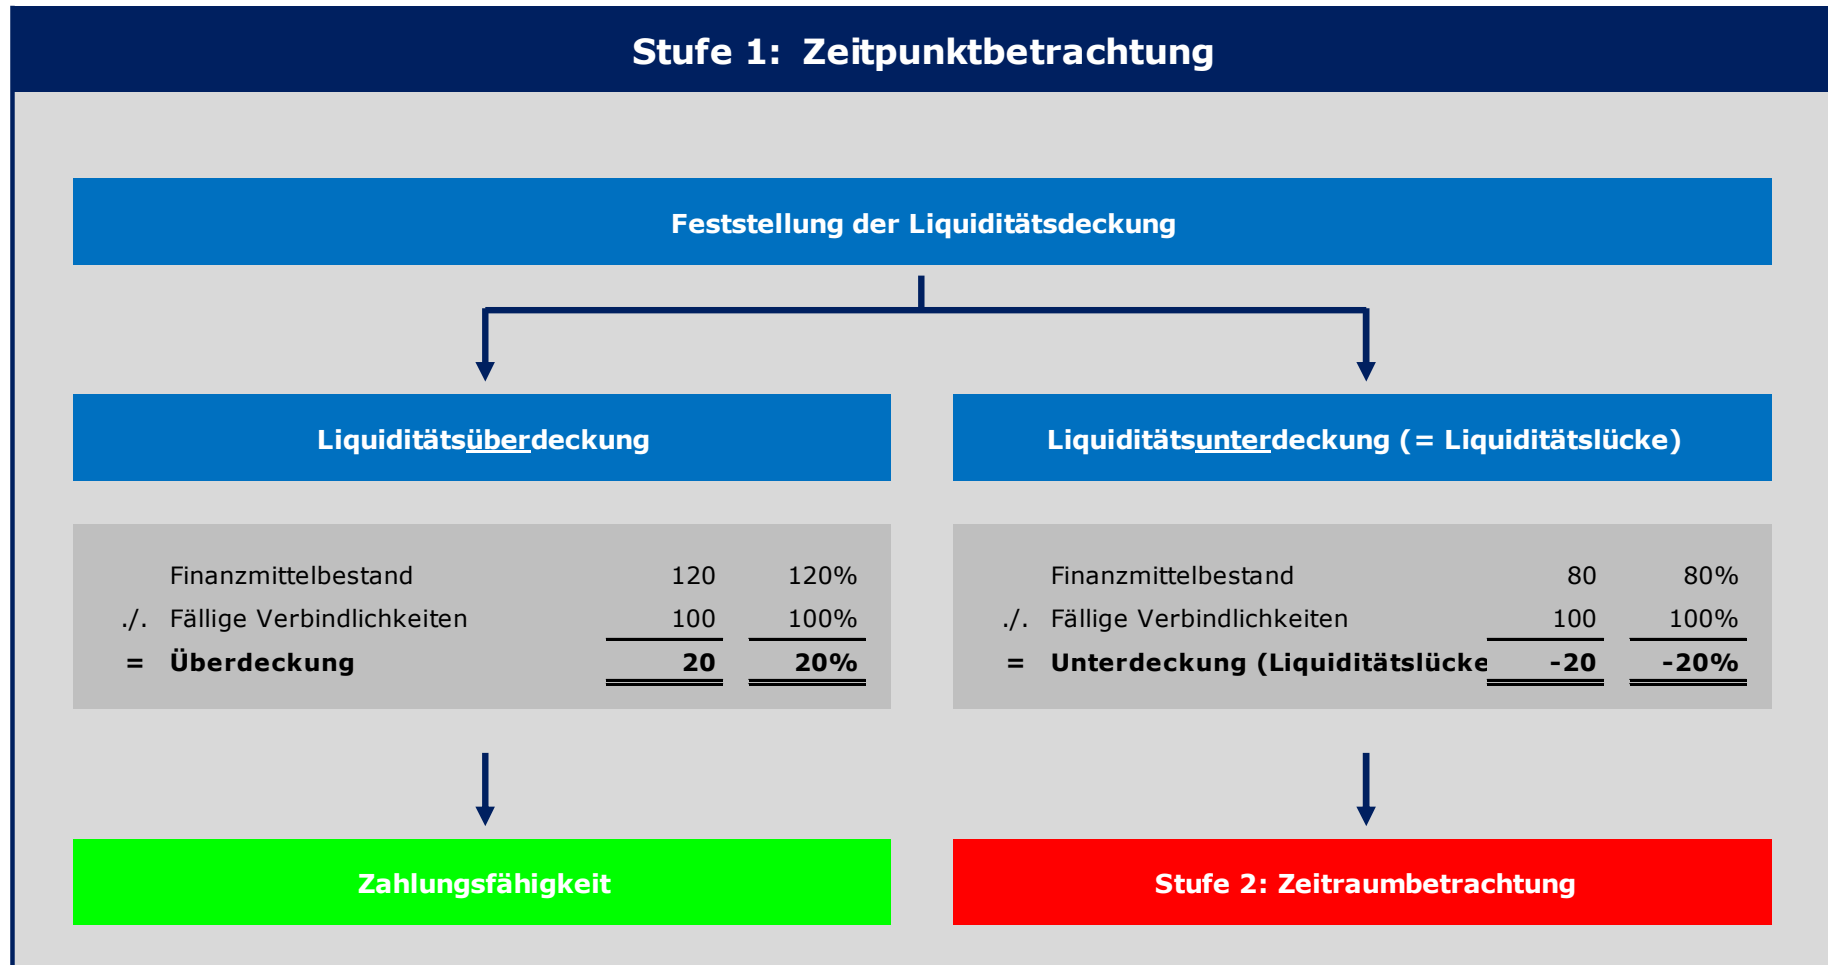 Stufe 1:  Zeitpunktbetrachtung
Feststellung der Liquiditätsdeckung
Liquiditätsüberdeckung
Finanzmittelbestand 120 120%
./. Fällige Verbindlichkeiten 100 100%
= Überdeckung 20 20%
Zahlungsfähigkeit
Liquiditätsunterdeckung (= Liquiditätslücke)
Finanzmittelbestand 80 80%
./. Fällige Verbindlichkeiten 100 100%
= Unterdeckung (Liquiditätslücke -20 -20%
Stufe 2: Zeitraumbetrachtung